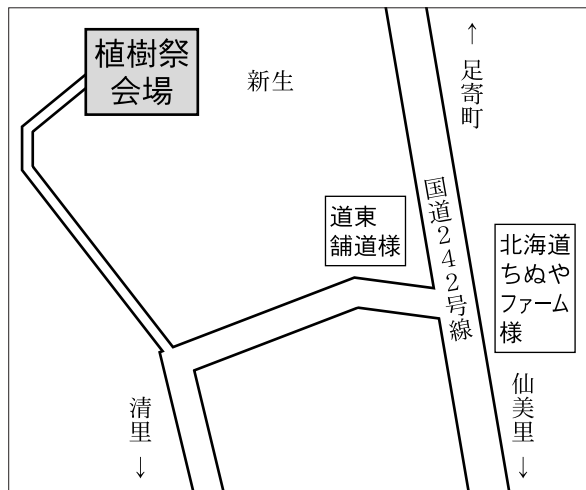 植樹祭
会場
新生
↑
足寄町
国道242号線
道東
舗道様
北海道
ちぬや
ファーム
様
清里
↓
仙美里
↓